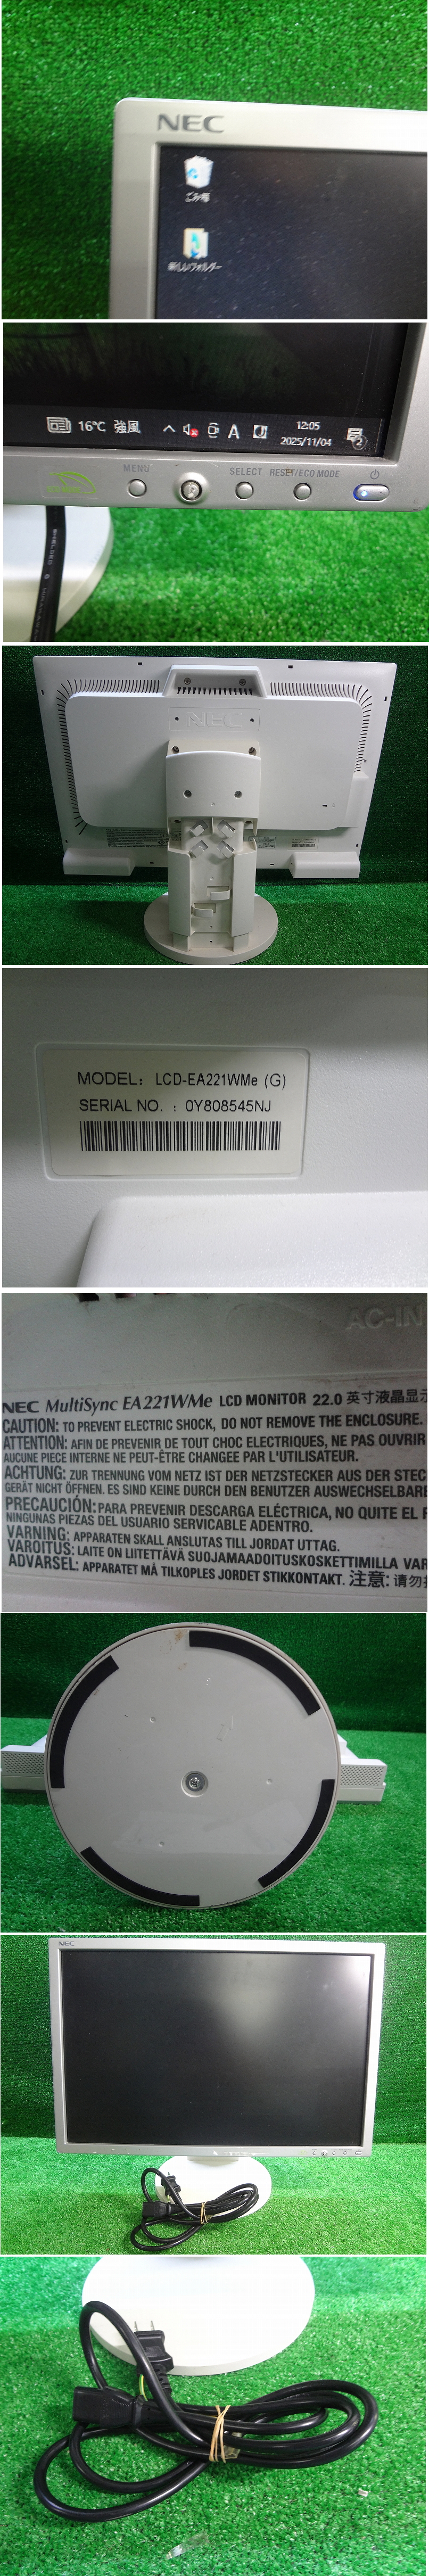 NEC
ごみ箱
新しいフォルダー
16°C 強風
A
12:05
2025/11/04
2
MENU
SELECT
RESET/ECO MODE
NEC
MODEL: LCD-EA221WMe (G)
SERIAL NO. : 0Y808545NJ
AC-IN
NEC MultiSync EA221WMe LCD MONITOR 22.0 英寸液晶显示
CAUTION: TO PREVENT ELECTRIC SHOCK, DO NOT REMOVE THE ENCLOSURE.
ATTENTION: AFIN DE PREVENIR DE TOUT CHOC ELECTRIQUES, NE PAS OUVRIR
AUCUNE PIECE INTERNE NE PEUT-ÊTRE CHANGEE PAR L'UTILISATEUR.
ACHTUNG: ZUR TRENNUNG VOM NETZ IST DER NETZSTECKER AUS DER STEC
GERÄT NICHT ÖFFNEN. ES SIND KEINE DURCH DEN BENUTZER AUSWECHSELBARE
PRECAUCIÓN: PARA PREVENIR DESCARGA ELÉCTRICA, NO QUITE EL
NINGUNAS PIEZAS DEL USUARIO SERVICABLE ADENTRO.
VARNING: APPARATEN SKALL ANSLUTAS TILL JORDAT UTTAG.
VAROITUS: LAITE ON LIITETTÄVÄ SUOJAMAADOITUSKOSKETTIMILLA VAR
ADVARSEL: APPARATET MÅ TILKOPLES JORDET STIKKONTAKT. 注意: 请勿
NEC